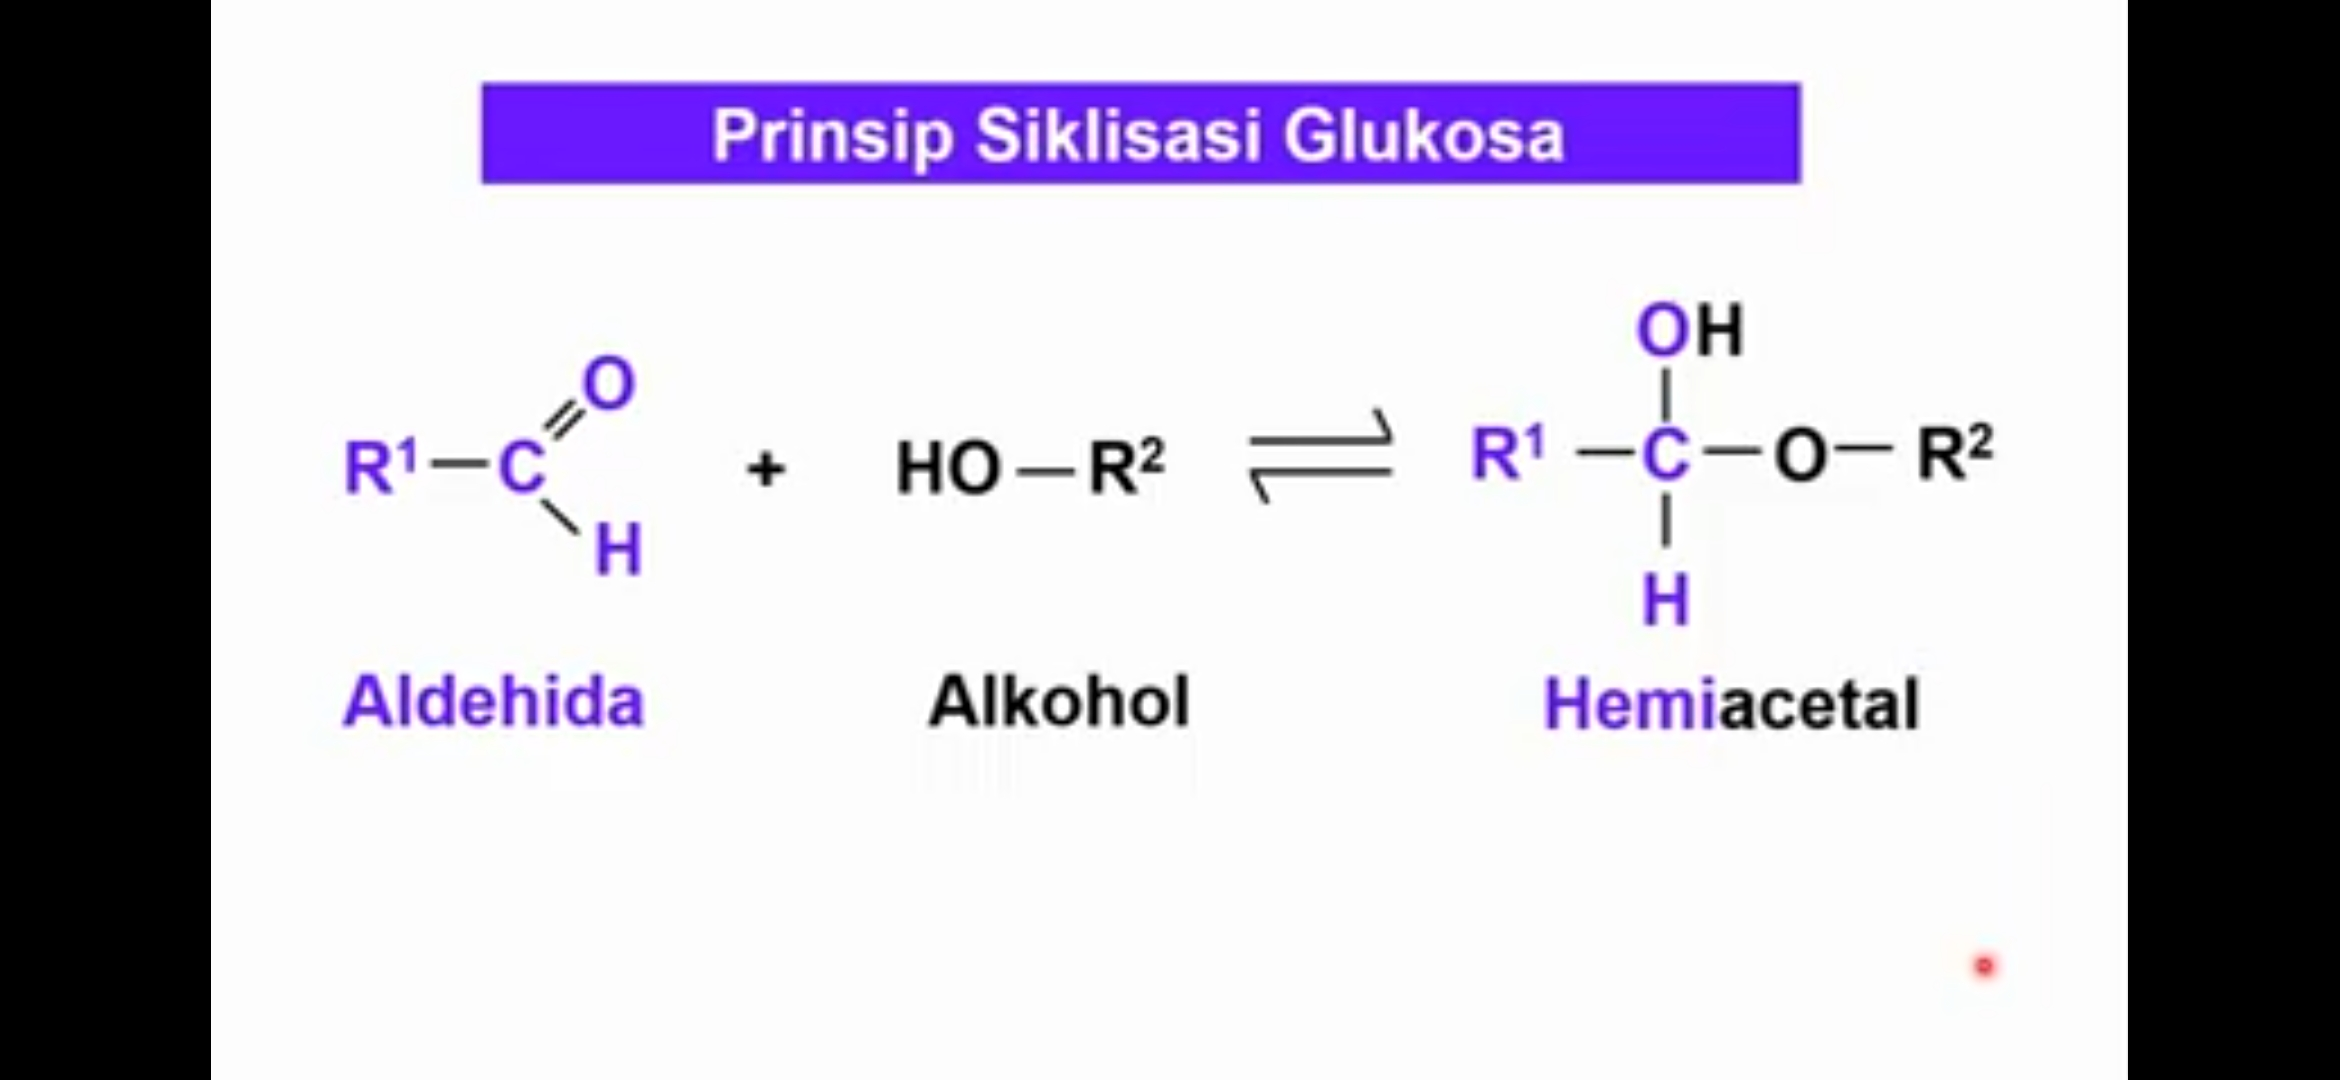 Prinsip Siklisasi Glukosa
OH
O
R¹ C + HO R² R¹ C O R²
H
H
Aldehida Alkohol Hemiacetal